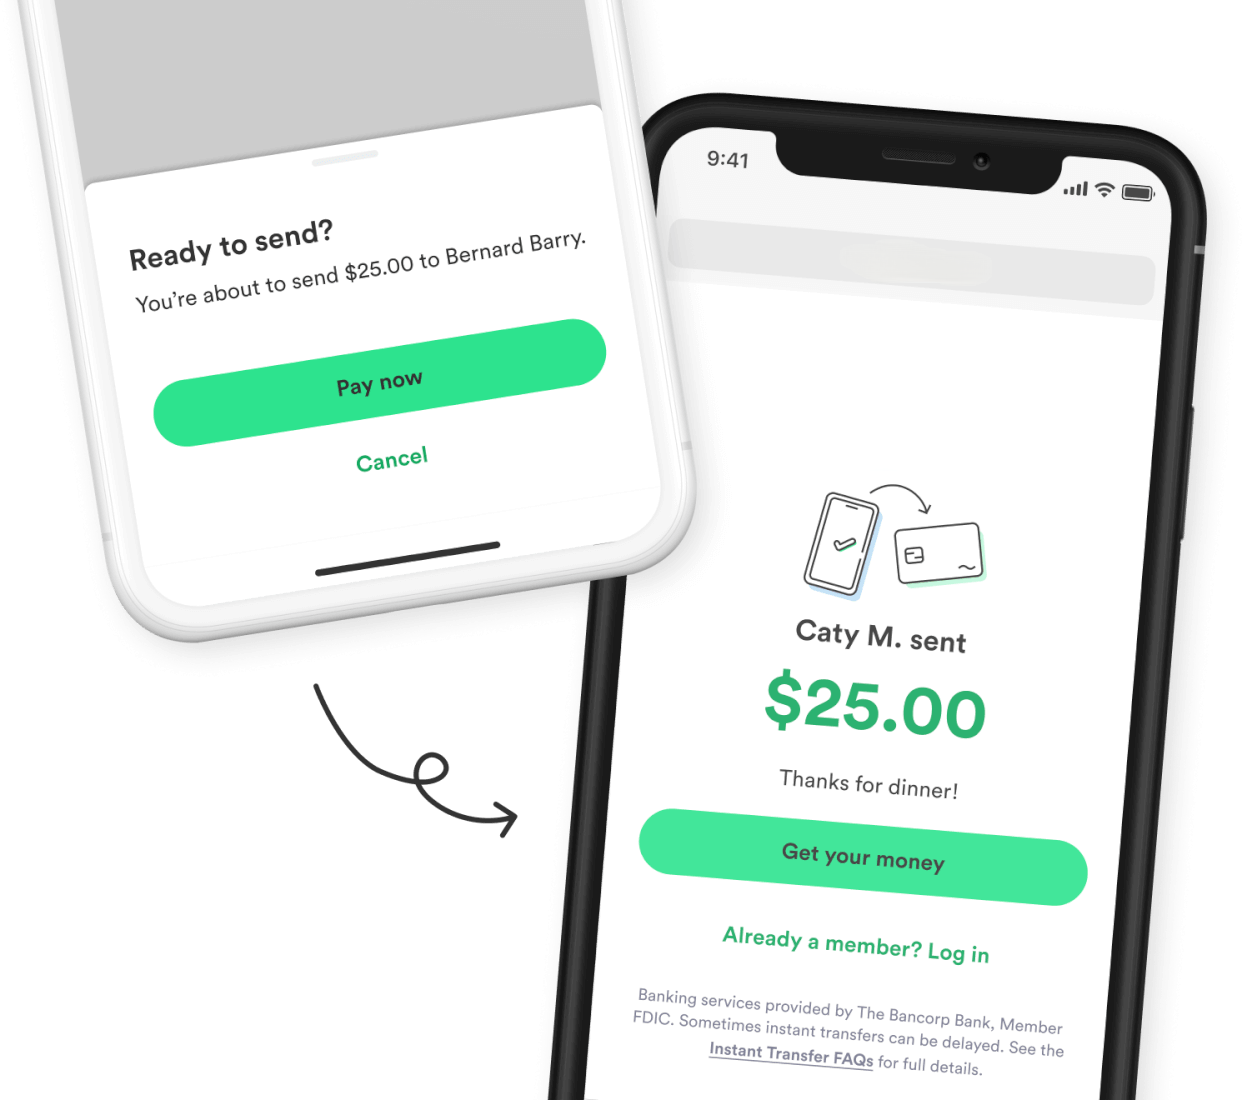 Ready to send?
You're about to send $25.00 to Bernard Barry.
Pay now
Cancel
9:41
Caty M. sent
$25.00
Thanks for dinner!
Get your money
Already a member? Log in
Banking services provided by The Bancorp Bank, Member
FDIC. Sometimes instant transfers can be delayed. See the
Instant Transfer FAQs for full details.